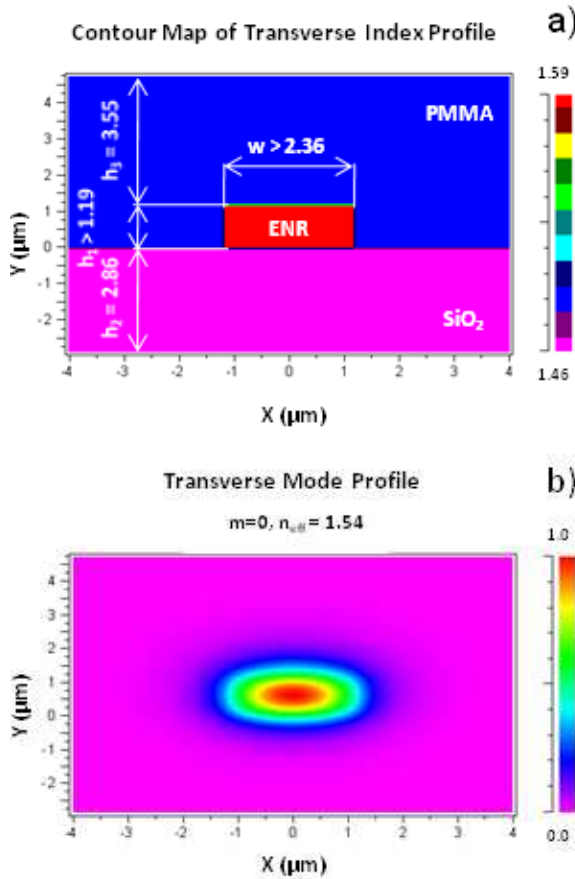 a)
Contour Map of Transverse Index Profile
1.59
4
3
2
1
0
-1
-2
Y (µm)
h₃ = 3.55
h₁ > 1.19
h₂ = 2.86
PMMA
w > 2.36
ENR
SiO₂
-4 -3 -2 -1 0 1 2 3 4
1.46
X (µm)
Transverse Mode Profile
b)
m=0, n_eff = 1.54
1.0
4
3
2
1
0
-1
-2
Y (µm)
-4 -3 -2 -1 0 1 2 3 4
0.0
X (µm)